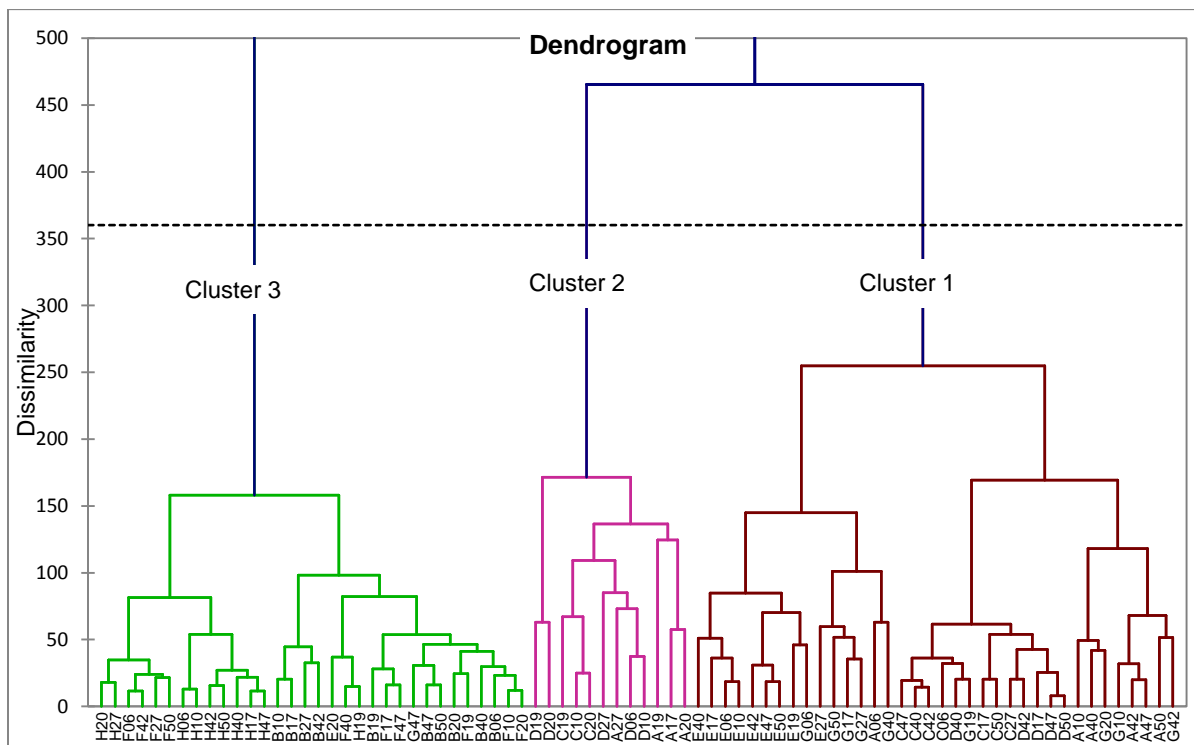 Dendrogram
500
450
400
350
300
250
200
150
100
50
0
Dissimilarity
Cluster 3
Cluster 2
Cluster 1
H20
H27
F06
F42
F27
F50
H06
H10
H42
H50
H40
H17
H47
B10
B17
B27
B42
E20
F40
H19
B19
F17
F47
G47
B47
B50
B20
F19
B40
B06
F10
F20
D19
D20
C19
C10
C20
D27
A27
D06
D10
A19
A17
A20
E40
E17
E06
E10
E42
E47
E50
E19
G06
E27
G50
G17
G27
A06
G40
C47
C40
C42
C06
D40
G19
C17
C50
C27
D42
D17
D47
D50
A10
A40
G20
G10
A42
A47
A50
G42